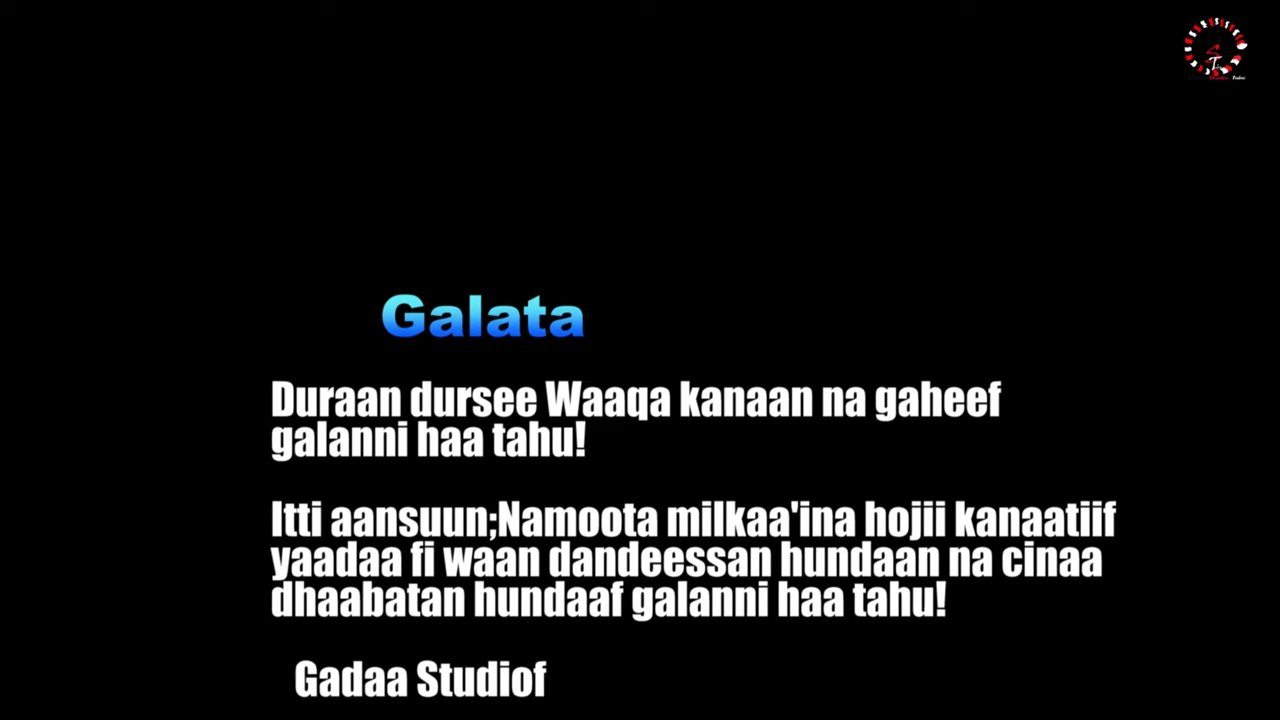 Galata
Duraan dursee Waaqa kanaan na gaheef
galanni haa tahu!
Itti aansuun;Namoota milkaa'ina hojii kanaatiif
yaadaa fi waan dandeessan hundaan na cinaa
dhaabatan hundaaf galanni haa tahu!
Gadaa Studiof